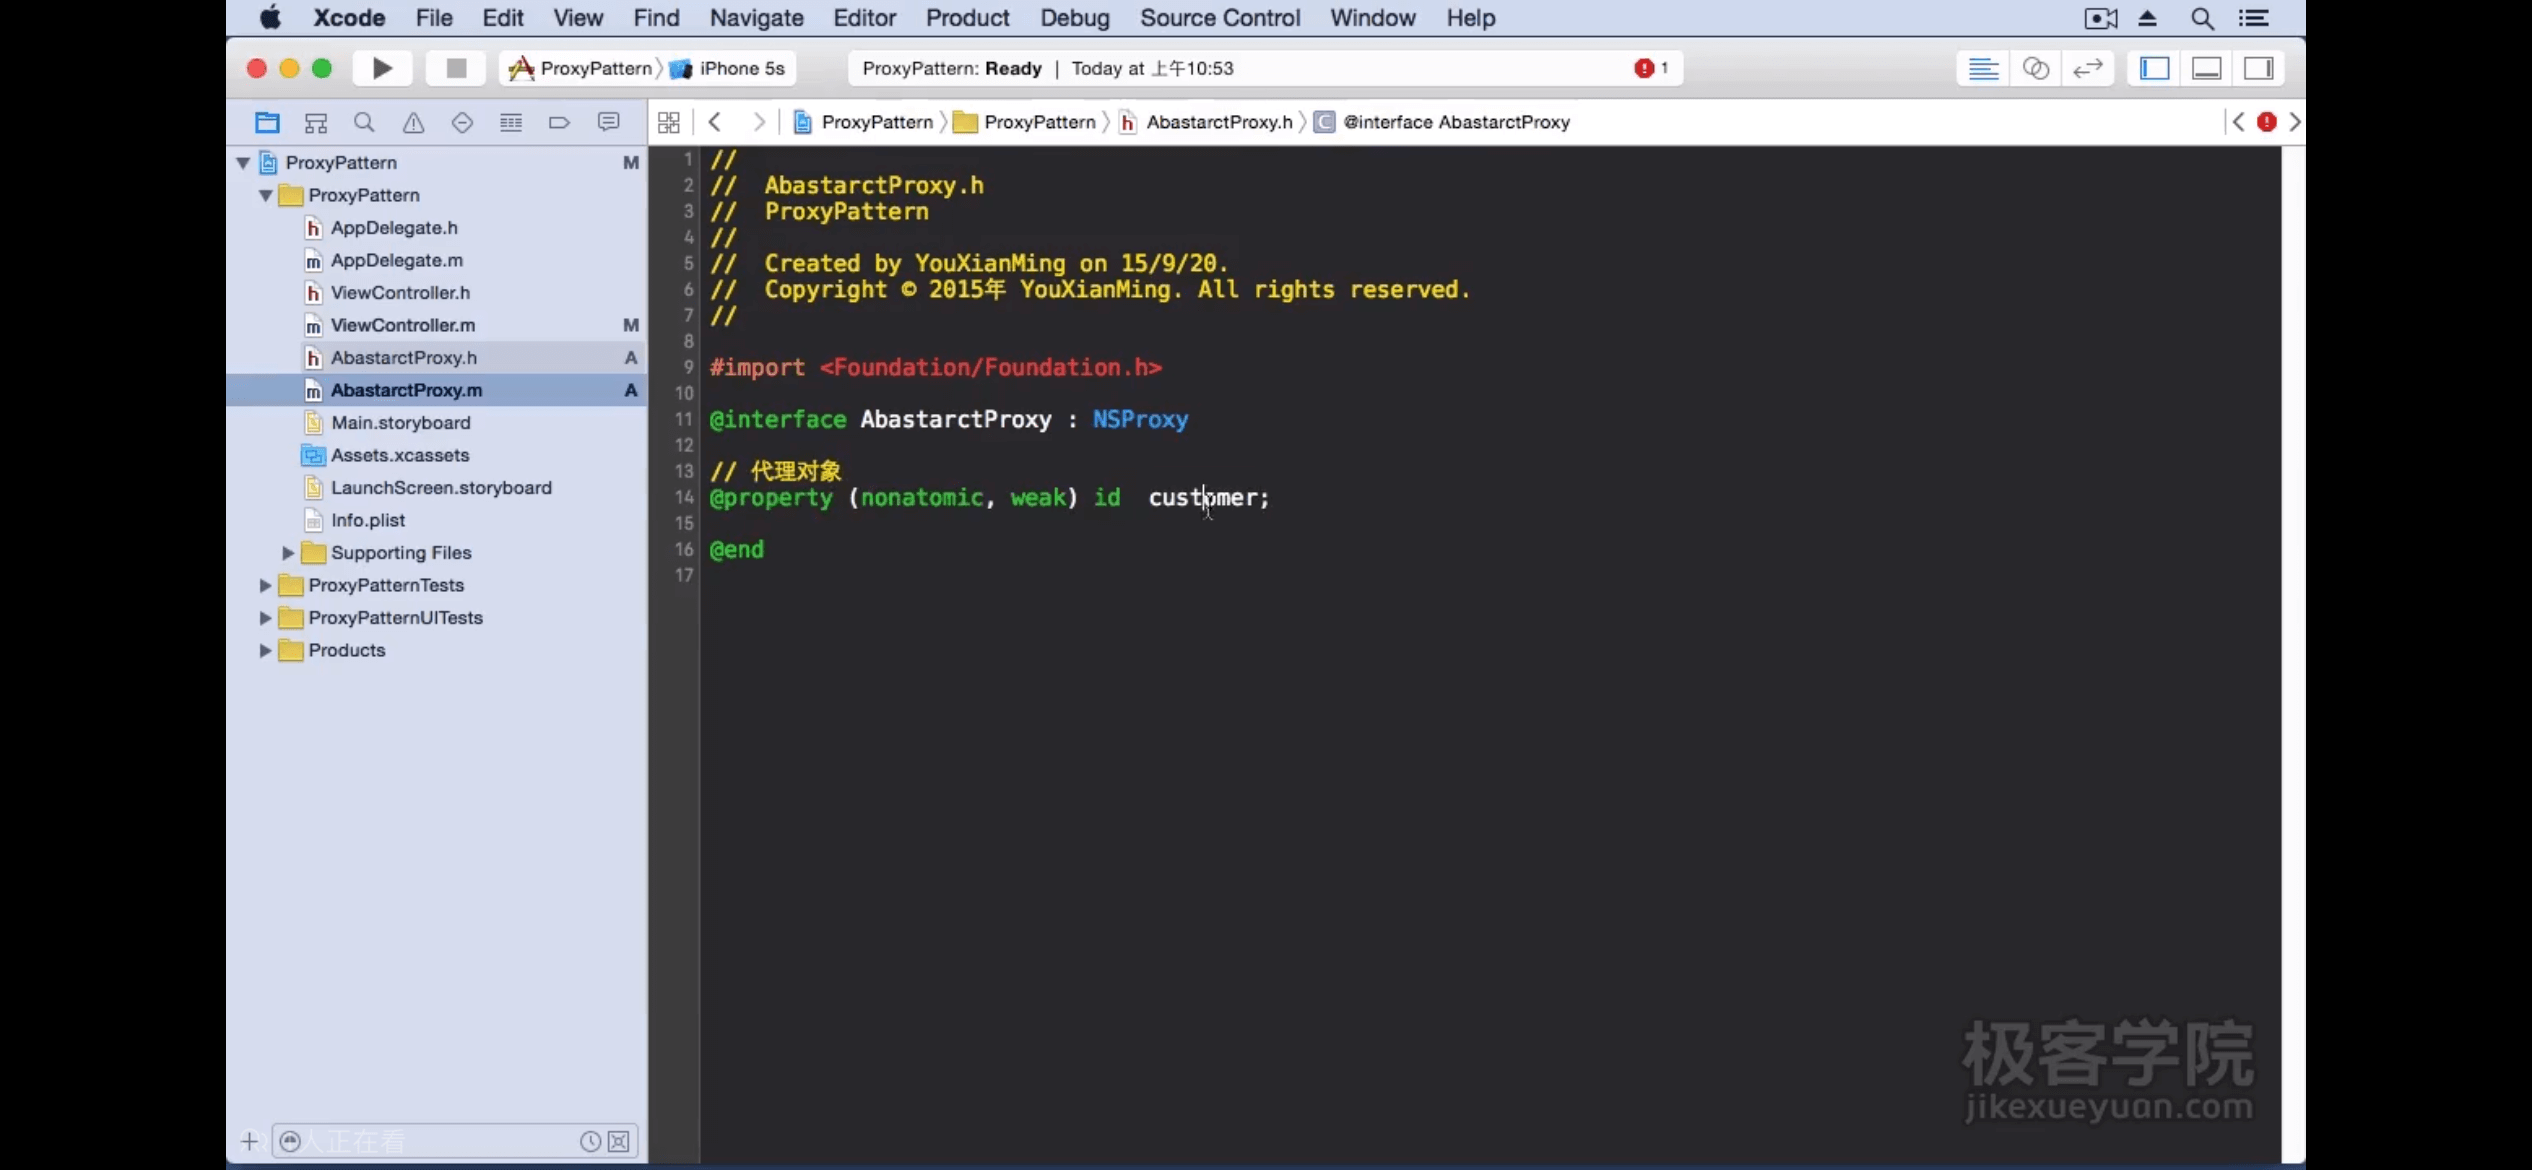 Xcode File Edit View Find Navigate Editor Product Debug Source Control Window Help
ProxyPattern iPhone 5s ProxyPattern: Ready | Today at 上午10:53 1
ProxyPattern ProxyPattern AbastarctProxy.h @interface AbastarctProxy
ProxyPattern M
ProxyPattern
AppDelegate.h
AppDelegate.m
ViewController.h
ViewController.m M
AbastarctProxy.h A
AbastarctProxy.m A
Main.storyboard
Assets.xcassets
LaunchScreen.storyboard
Info.plist
Supporting Files
ProxyPatternTests
ProxyPatternUITests
Products
人正在看
1 //
2 // AbastarctProxy.h
3 // ProxyPattern
4 //
5 // Created by YouXianMing on 15/9/20.
6 // Copyright © 2015年 YouXianMing. All rights reserved.
7 //
8
9 #import <Foundation/Foundation.h>
10
11 @interface AbastarctProxy : NSProxy
12
13 // 代理对象
14 @property (nonatomic, weak) id customer;
15
16 @end
17
极客学院
jikexueyuan.com